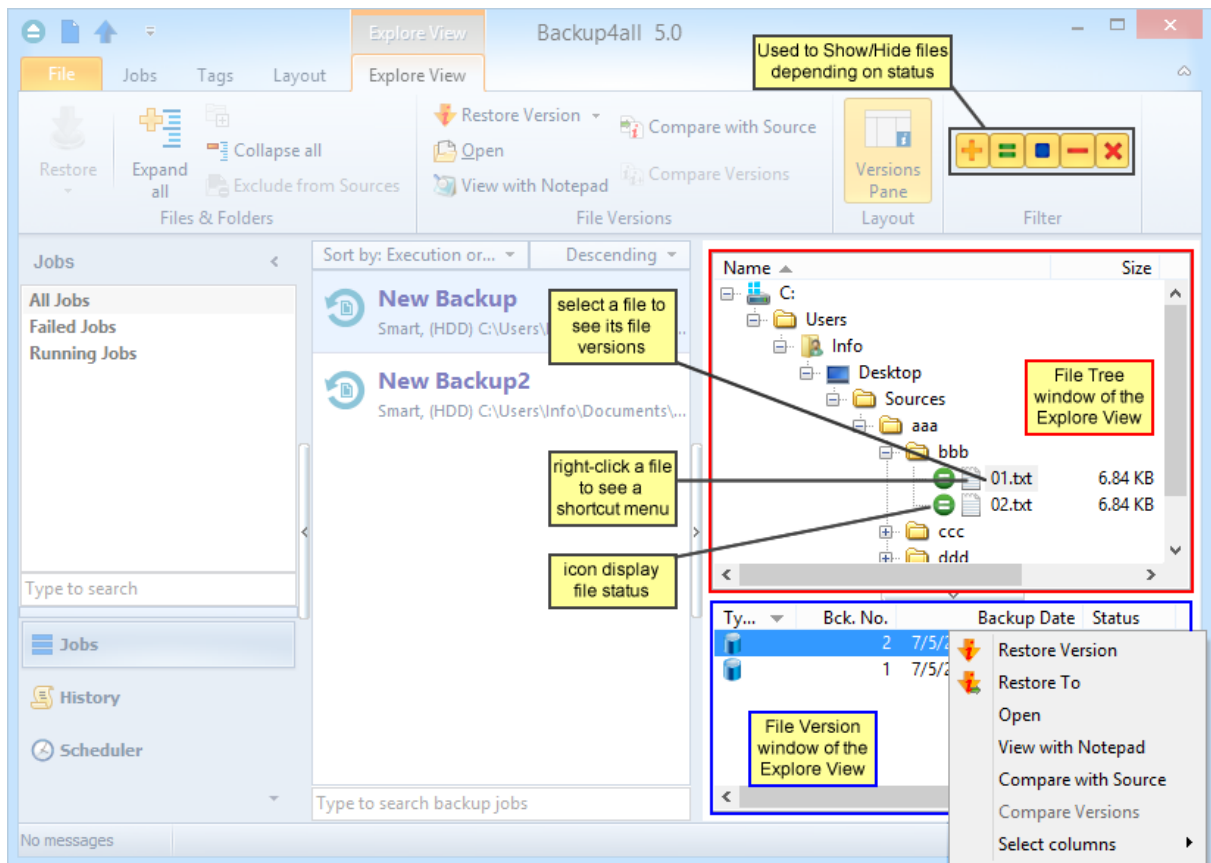 Explore View
Backup4all 5.0
File
Jobs
Tags
Layout
Explore View
Used to Show/Hide files
depending on status
Restore
Expand
all
Collapse all
Exclude from Sources
Files & Folders
Restore Version
Open
View with Notepad
Compare with Source
Compare Versions
File Versions
Versions
Pane
Layout
Filter
Jobs
All Jobs
Failed Jobs
Running Jobs
Type to search
Jobs
History
Scheduler
No messages
Sort by: Execution or...
Descending
New Backup
Smart, (HDD) C:\Users\
New Backup2
Smart, (HDD) C:\Users\Info\Documents\...
Type to search backup jobs
select a file to
see its file
versions
right-click a file
to see a
shortcut menu
icon display
file status
Name
Size
C:
Users
Info
Desktop
Sources
aaa
bbb
01.txt 6.84 KB
02.txt 6.84 KB
ccc
ddd
File Tree
window of the
Explore View
Ty... Bck. No. Backup Date Status
2 7/5/2
1 7/5/2
File Version
window of the
Explore View
Restore Version
Restore To
Open
View with Notepad
Compare with Source
Compare Versions
Select columns